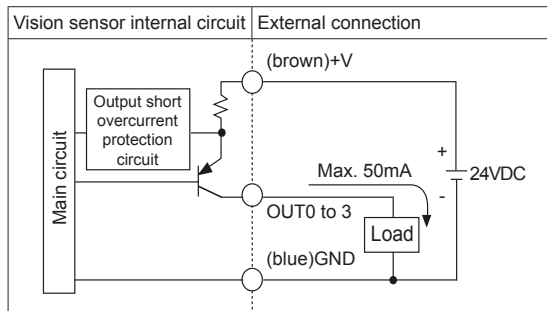 Vision sensor internal circuit
External connection
(brown)+V
Output short
overcurrent
protection
circuit
Main circuit
Max. 50mA
+
24VDC
-
OUT0 to 3
Load
(blue)GND